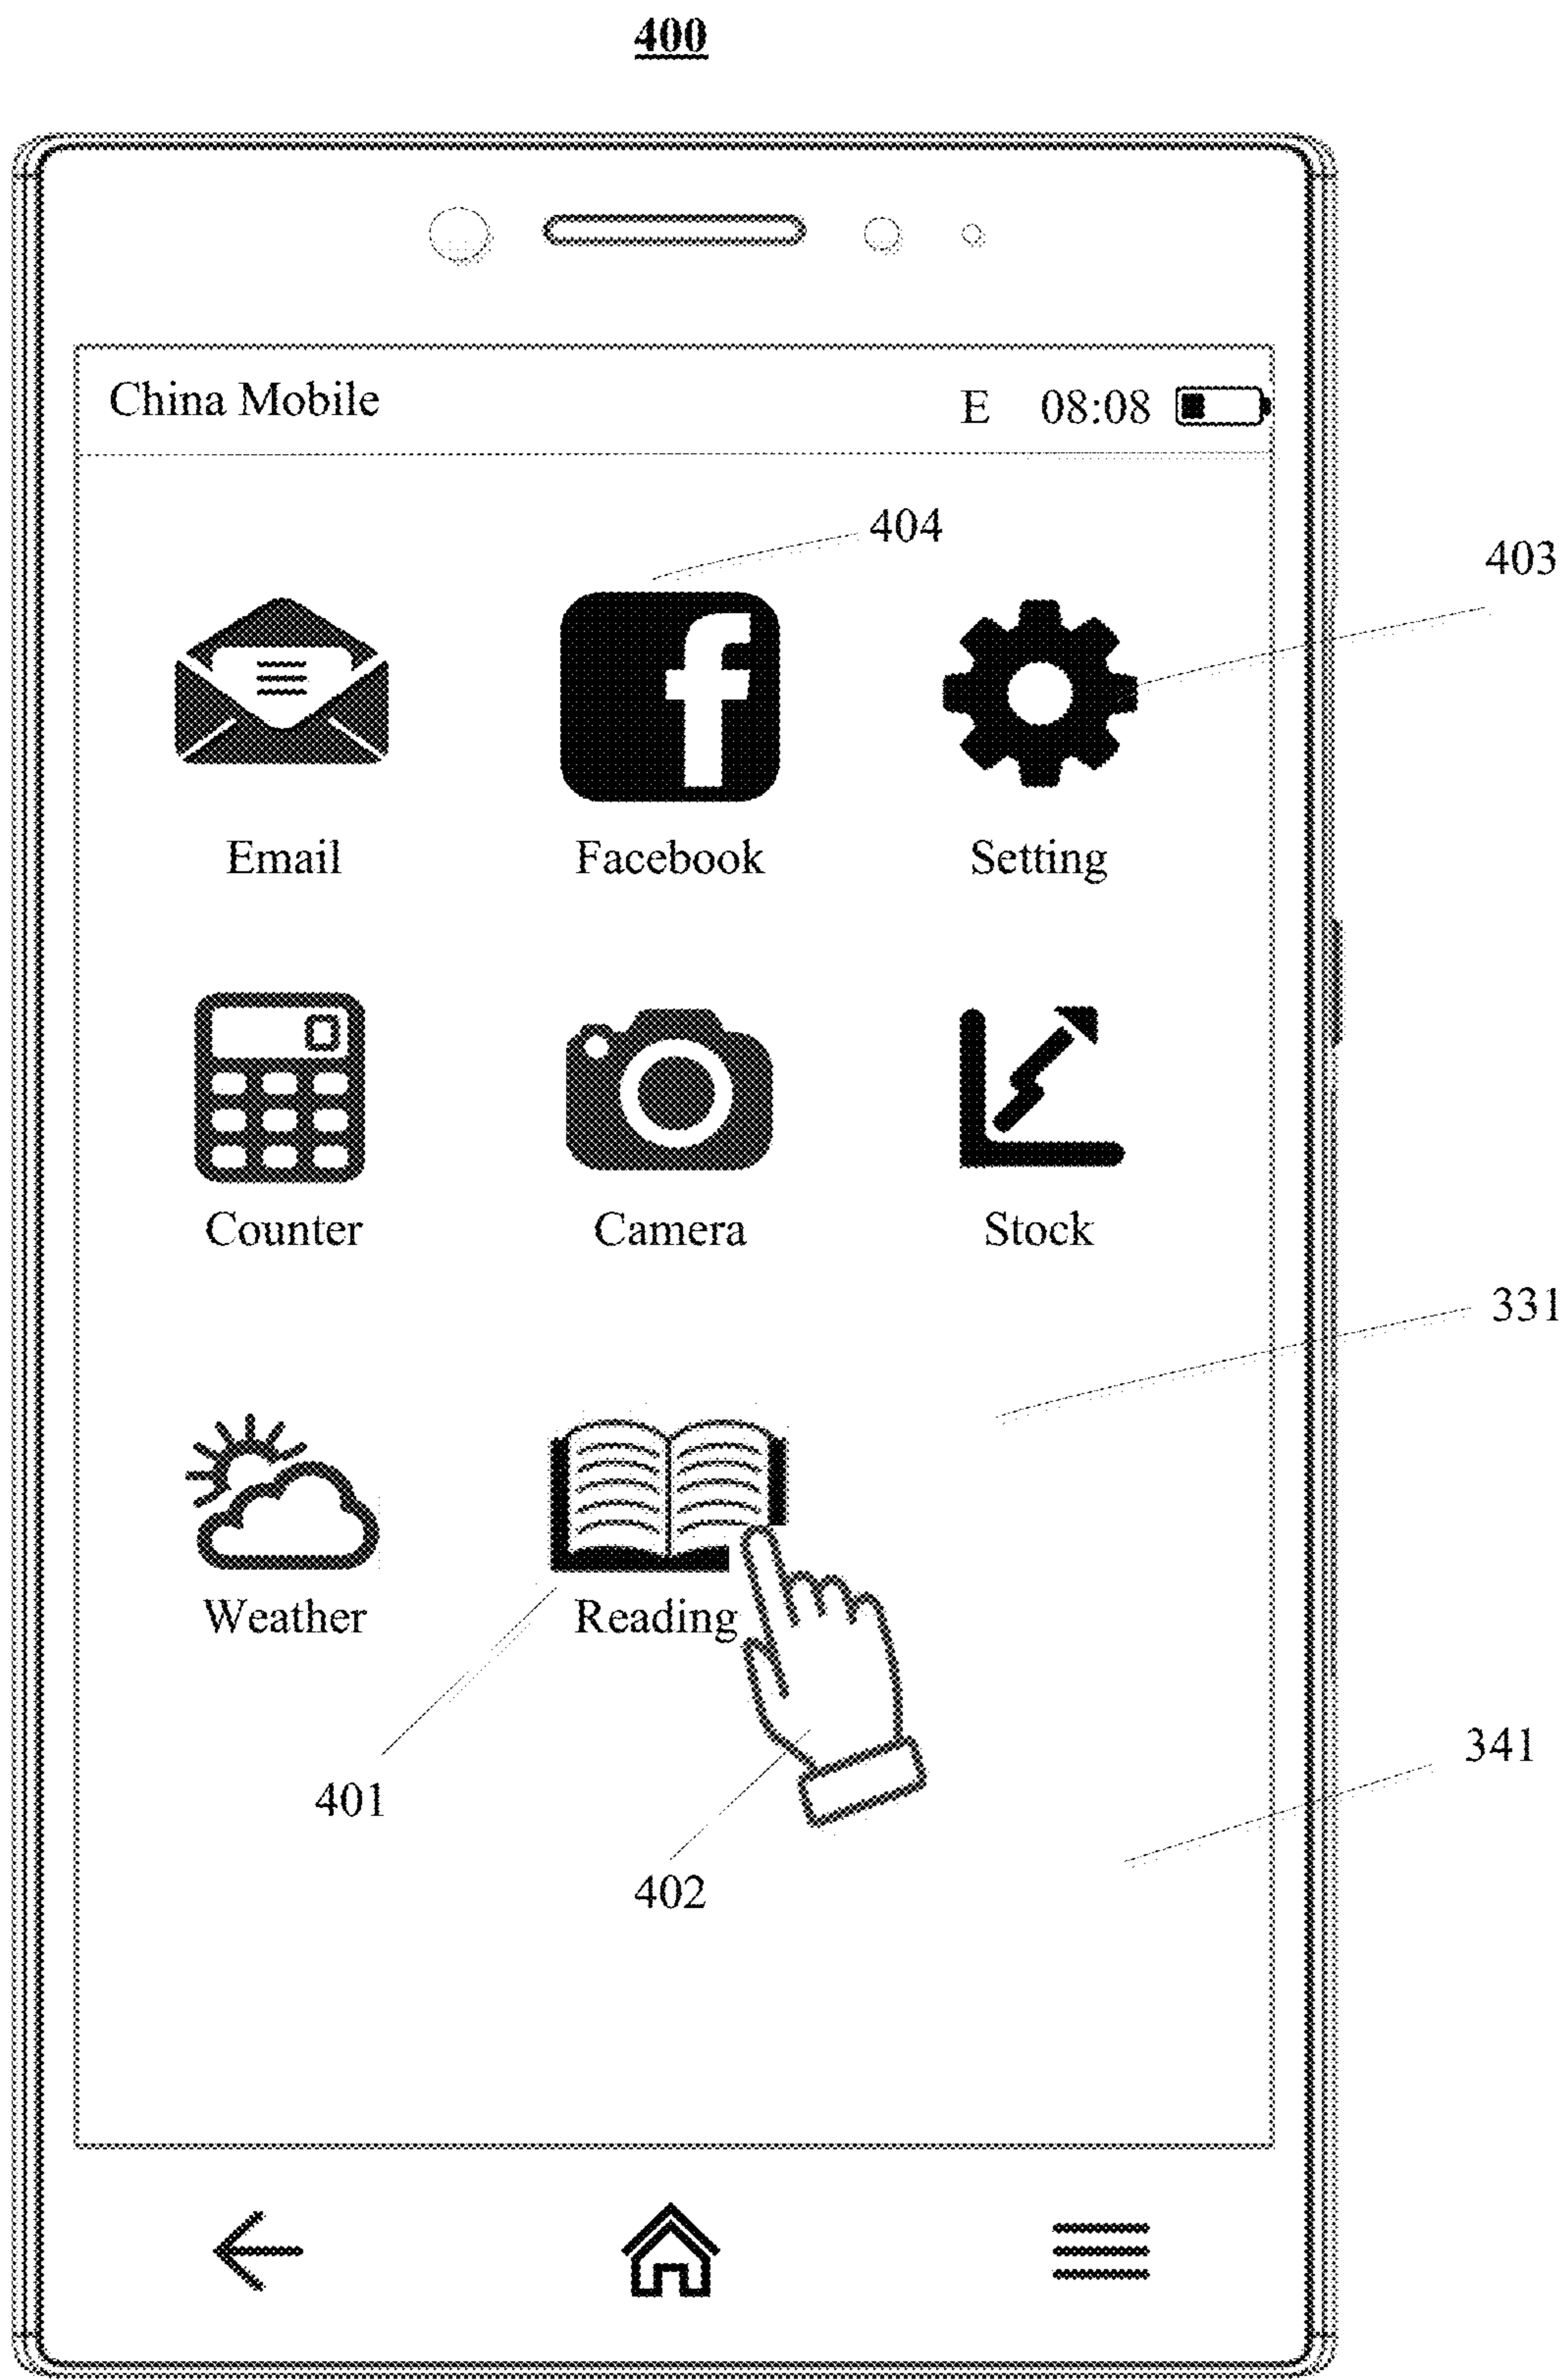 400
China Mobile E 08:08
404
403
Email Facebook Setting
Counter Camera Stock
331
Weather Reading
341
401
402